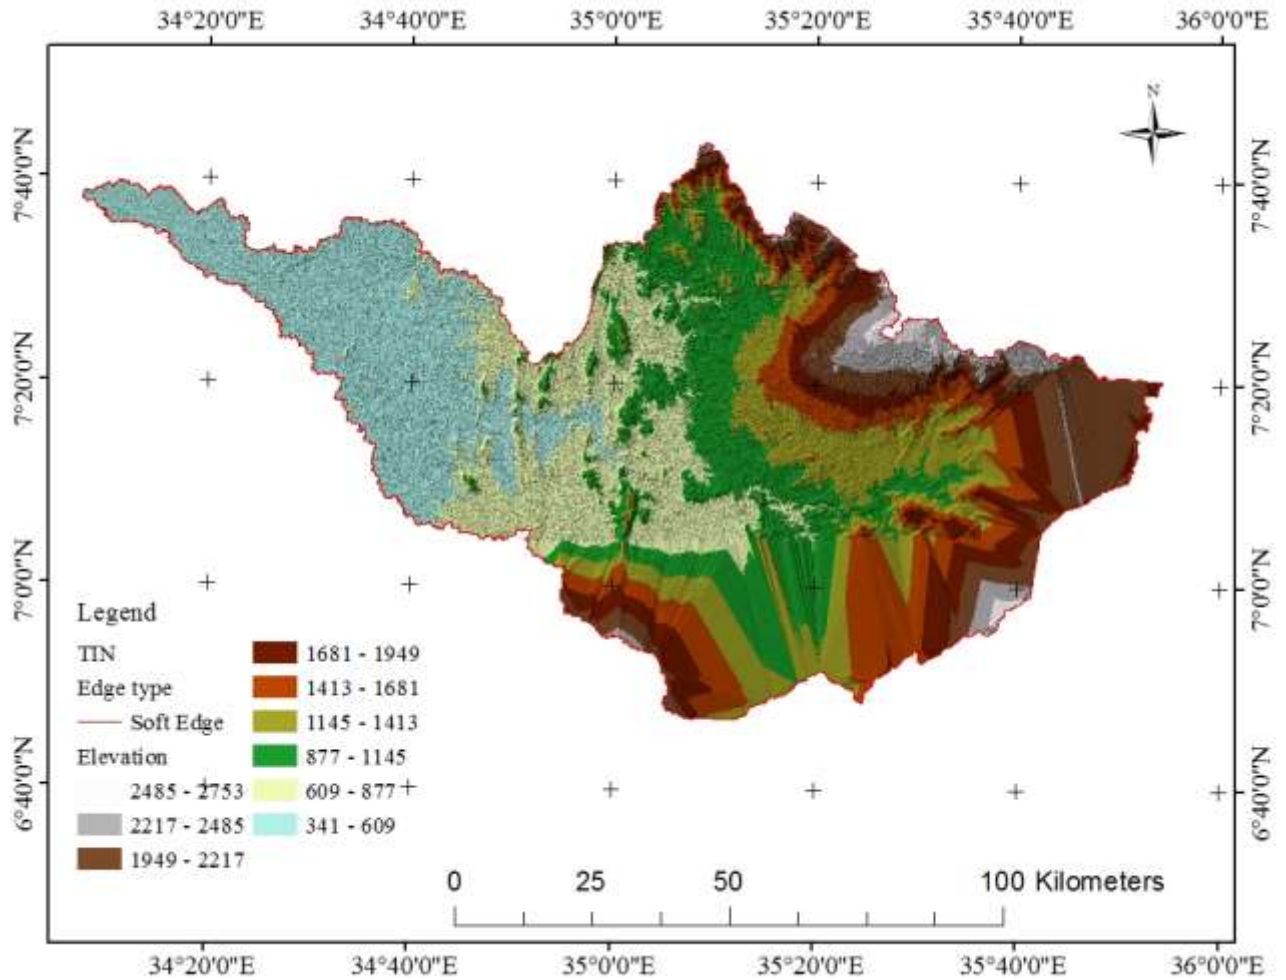 34°20'0"E 34°40'0"E 35°0'0"E 35°20'0"E 35°40'0"E 36°0'0"E
N
7°40'0"N 7°40'0"N
7°20'0"N 7°20'0"N
7°0'0"N 7°0'0"N
Legend
TIN
Edge type
Soft Edge
Elevation
2485 - 2753
2217 - 2485
1949 - 2217
1681 - 1949
1413 - 1681
1145 - 1413
877 - 1145
609 - 877
341 - 609
6°40'0"N 6°40'0"N
0 25 50 100 Kilometers
34°20'0"E 34°40'0"E 35°0'0"E 35°20'0"E 35°40'0"E 36°0'0"E